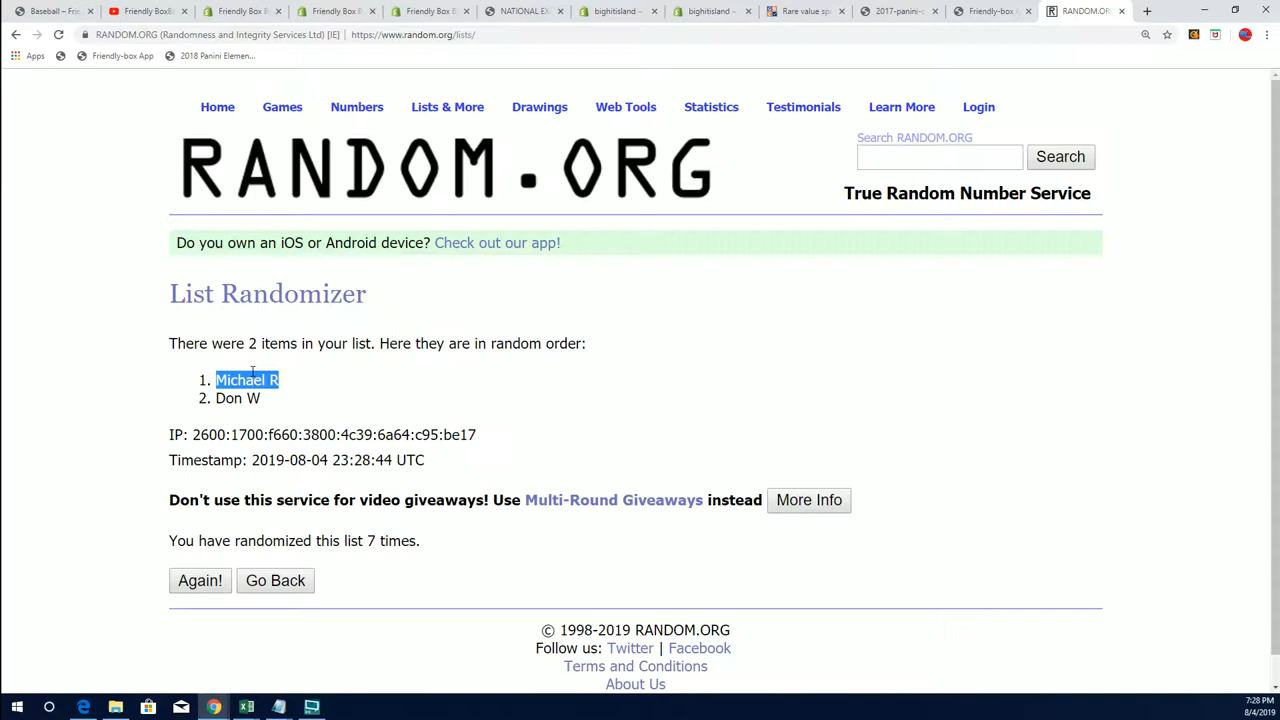 Baseball – Frie
Friendly BoxB
Friendly Box B
Friendly Box B
Friendly Box B
NATIONAL EX
bighitisland –
bighitisland –
Rare value sp
2017-panini-s
Friendly-box
RANDOM.OR
RANDOM.ORG (Randomness and Integrity Services Ltd) [IE] | https://www.random.org/lists/
Apps
Friendly-box App
2018 Panini Elemen...
Home
Games
Numbers
Lists & More
Drawings
Web Tools
Statistics
Testimonials
Learn More
Login
RANDOM.ORG
Search RANDOM.ORG
Search
True Random Number Service
Do you own an iOS or Android device? Check out our app!
List Randomizer
There were 2 items in your list. Here they are in random order:
1. Michael R
2. Don W
IP: 2600:1700:f660:3800:4c39:6a64:c95:be17
Timestamp: 2019-08-04 23:28:44 UTC
Don't use this service for video giveaways! Use Multi-Round Giveaways instead
More Info
You have randomized this list 7 times.
Again!
Go Back
© 1998-2019 RANDOM.ORG
Follow us: Twitter | Facebook
Terms and Conditions
About Us
7:28 PM
8/4/2019